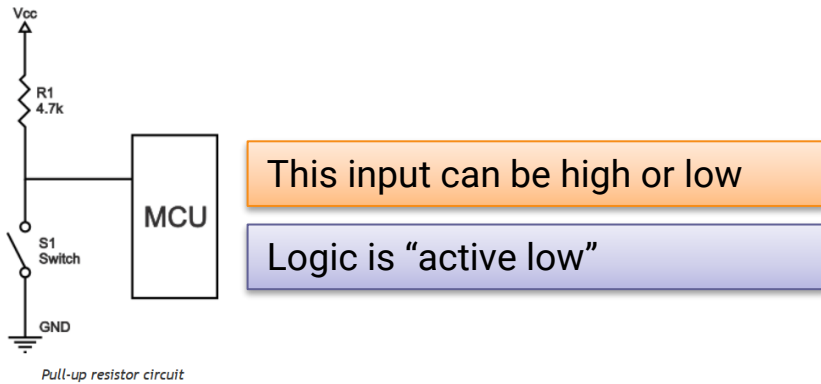 Vcc
R1
4.7k
MCU
S1
Switch
GND
Pull-up resistor circuit
This input can be high or low
Logic is “active low”